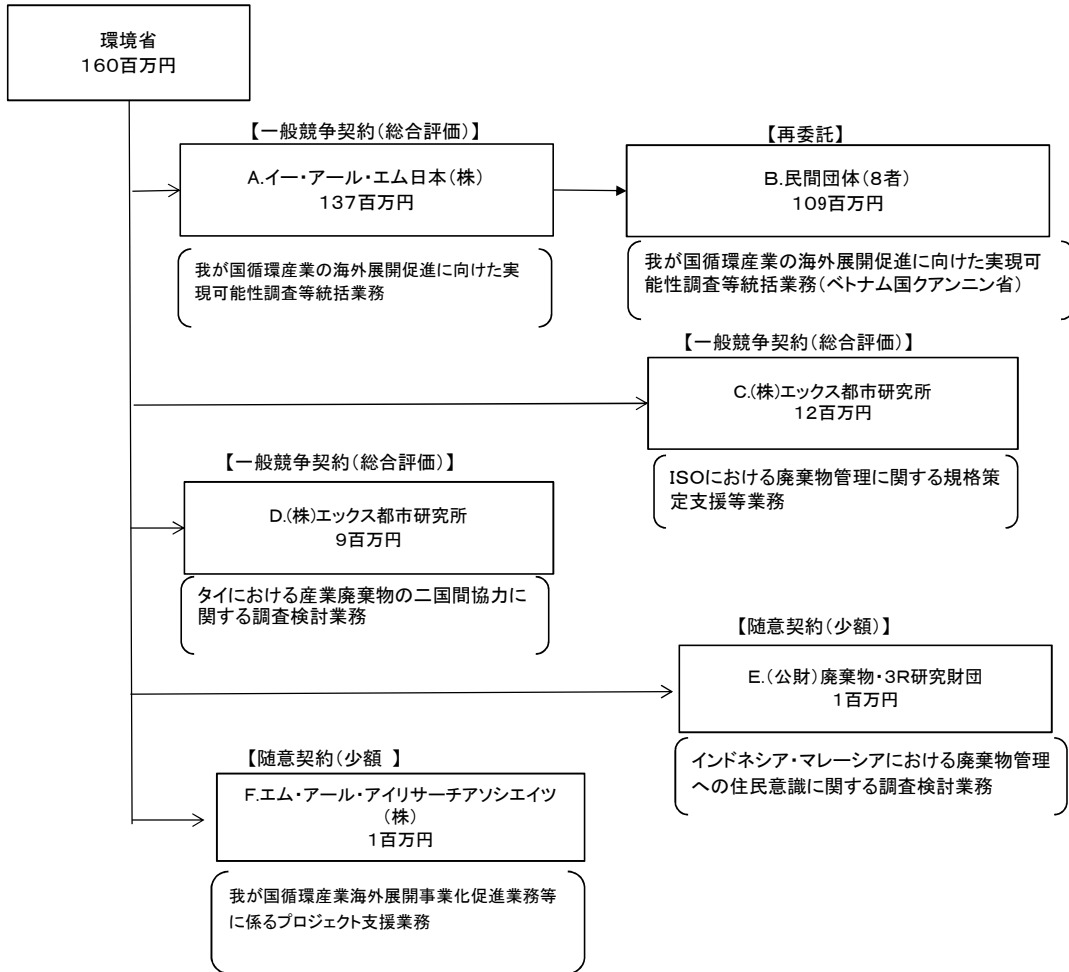 環境省
160百万円
【一般競争契約(総合評価)】
A.イー・アール・エム日本(株)
137百万円
我が国循環産業の海外展開促進に向けた実
現可能性調査等統括業務
【再委託】
B.民間団体(8者)
109百万円
我が国循環産業の海外展開促進に向けた実現可
能性調査等統括業務(ベトナム国クアンニン省)
【一般競争契約(総合評価)】
C.(株)エックス都市研究所
12百万円
ISOにおける廃棄物管理に関する規格策
定支援等業務
【一般競争契約(総合評価)】
D.(株)エックス都市研究所
9百万円
タイにおける産業廃棄物の二国間協力に
関する調査検討業務
【随意契約(少額)】
E.(公財)廃棄物・3R研究財団
1百万円
インドネシア・マレーシアにおける廃棄物管理
への住民意識に関する調査検討業務
【随意契約(少額 】
F.エム・アール・アイリサーチアソシエイツ
(株)
1百万円
我が国循環産業海外展開事業化促進業務等
に係るプロジェクト支援業務